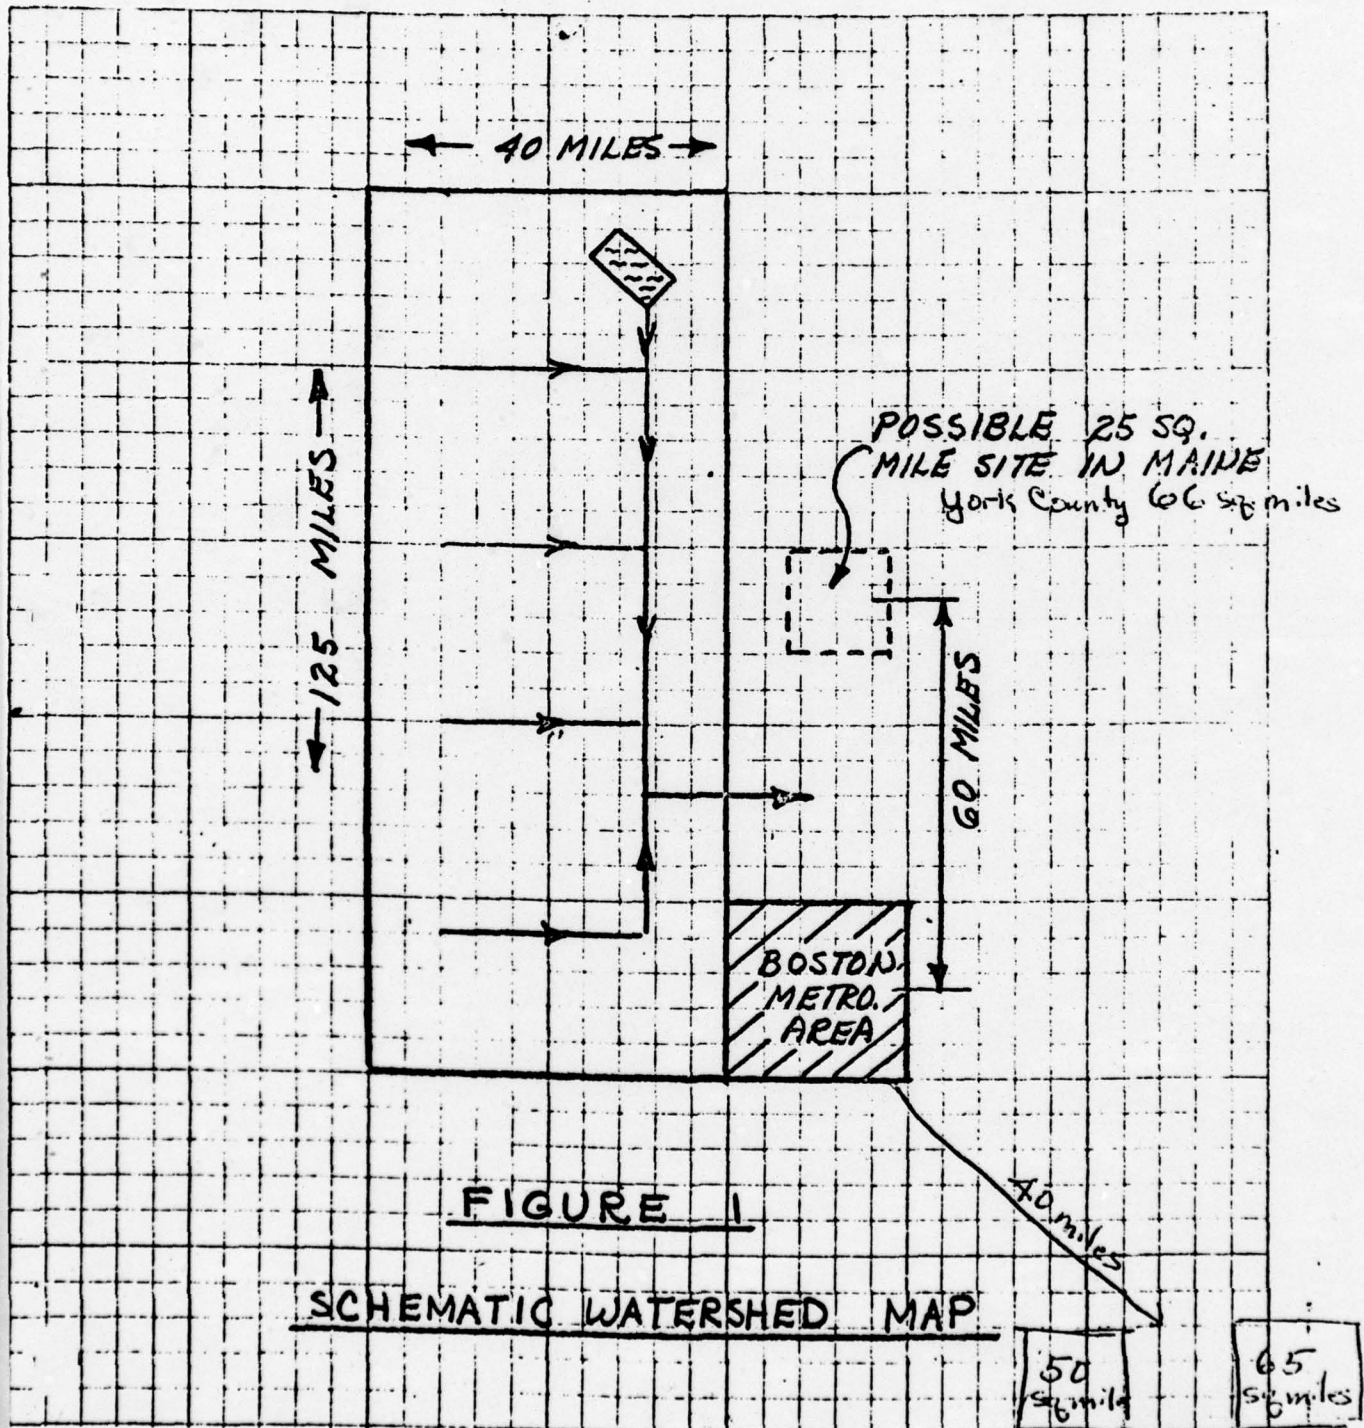 40 MILES
125 MILES
POSSIBLE 25 SQ.
MILE SITE IN MAINE
York County 66 sq miles
60 MILES
BOSTON
METRO.
AREA
40 miles
FIGURE 1
SCHEMATIC WATERSHED MAP
50
sq mile
65
sq miles